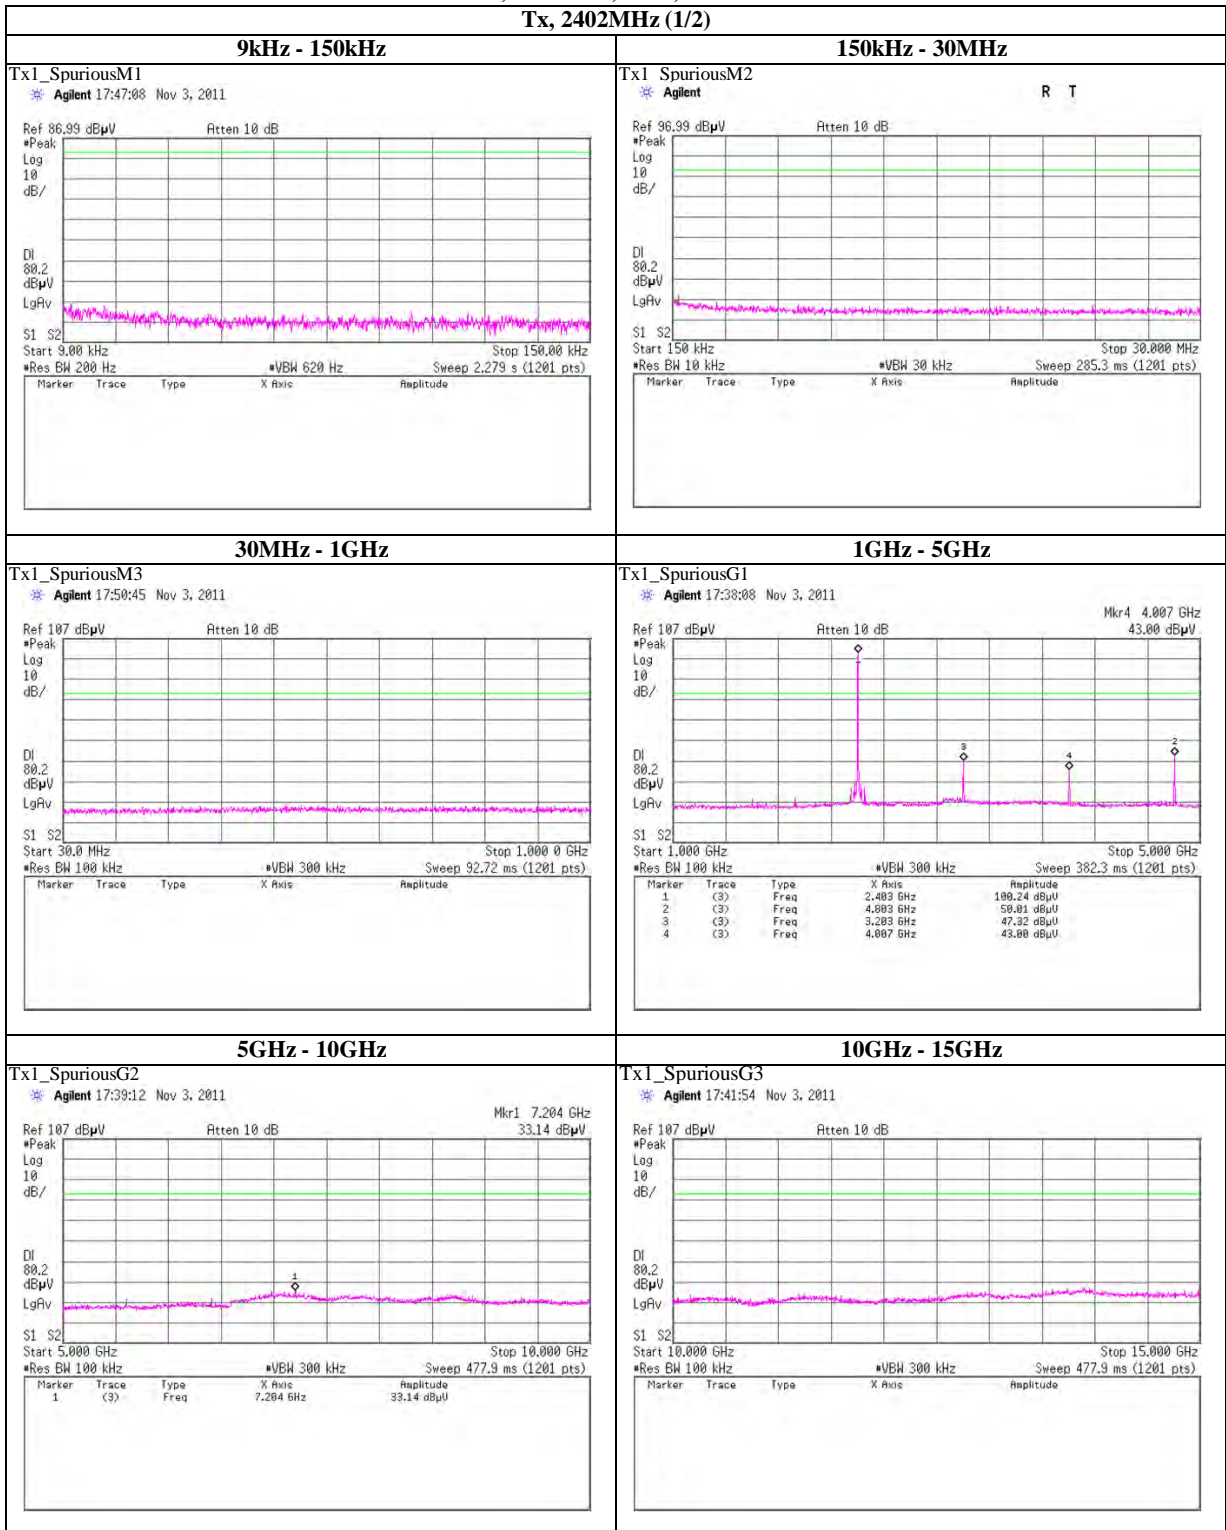 Tx, 2402MHz (1/2)
9kHz - 150kHz
150kHz - 30MHz
Tx1_SpuriousM1
Agilent 17:47:08 Nov 3, 2011
Ref 86.99 dBµV Atten 10 dB
#Peak
Log
10
dB/
DI
80.2
dBµV
LgAv
S1 S2
Start 9.00 kHz Stop 150.00 kHz
#Res BW 200 Hz #VBW 620 Hz Sweep 2.279 s (1201 pts)
Marker Trace Type X Axis Amplitude
Tx1_SpuriousM2
Agilent R T
Ref 96.99 dBµV Atten 10 dB
#Peak
Log
10
dB/
DI
80.2
dBµV
LgAv
S1 S2
Start 150 kHz Stop 30.000 MHz
#Res BW 10 kHz #VBW 30 kHz Sweep 285.3 ms (1201 pts)
Marker Trace Type X Axis Amplitude
30MHz - 1GHz
1GHz - 5GHz
Tx1_SpuriousM3
Agilent 17:50:45 Nov 3, 2011
Ref 107 dBµV Atten 10 dB
#Peak
Log
10
dB/
DI
80.2
dBµV
LgAv
S1 S2
Start 30.0 MHz Stop 1.000 0 GHz
#Res BW 100 kHz #VBW 300 kHz Sweep 92.72 ms (1201 pts)
Marker Trace Type X Axis Amplitude
Tx1_SpuriousG1
Agilent 17:38:08 Nov 3, 2011
Mkr4 4.007 GHz
Ref 107 dBµV Atten 10 dB 43.00 dBµV
#Peak
Log
10
dB/
1
3
4
2
DI
80.2
dBµV
LgAv
S1 S2
Start 1.000 GHz Stop 5.000 GHz
#Res BW 100 kHz #VBW 300 kHz Sweep 382.3 ms (1201 pts)
Marker Trace Type X Axis Amplitude
1 (3) Freq 2.403 GHz 100.24 dBµV
2 (3) Freq 4.803 GHz 50.01 dBµV
3 (3) Freq 3.203 GHz 47.32 dBµV
4 (3) Freq 4.007 GHz 43.00 dBµV
5GHz - 10GHz
10GHz - 15GHz
Tx1_SpuriousG2
Agilent 17:39:12 Nov 3, 2011
Mkr1 7.204 GHz
Ref 107 dBµV Atten 10 dB 33.14 dBµV
#Peak
Log
10
dB/
DI
80.2
dBµV
1
LgAv
S1 S2
Start 5.000 GHz Stop 10.000 GHz
#Res BW 100 kHz #VBW 300 kHz Sweep 477.9 ms (1201 pts)
Marker Trace Type X Axis Amplitude
1 (3) Freq 7.204 GHz 33.14 dBµV
Tx1_SpuriousG3
Agilent 17:41:54 Nov 3, 2011
Ref 107 dBµV Atten 10 dB
#Peak
Log
10
dB/
DI
80.2
dBµV
LgAv
S1 S2
Start 10.000 GHz Stop 15.000 GHz
#Res BW 100 kHz #VBW 300 kHz Sweep 477.9 ms (1201 pts)
Marker Trace Type X Axis Amplitude